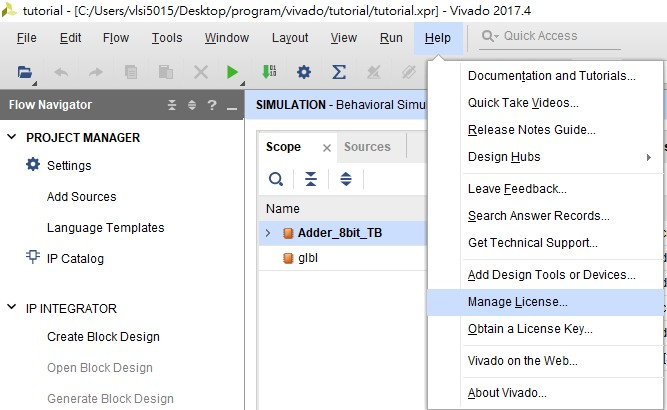 tutorial - [C:/Users/vlsi5015/Desktop/program/vivado/tutorial/tutorial.xpr] - Vivado 2017.4
File Edit Flow Tools Window Layout View Run Help Quick Access
Flow Navigator
SIMULATION - Behavioral Simu
PROJECT MANAGER
Settings
Add Sources
Language Templates
IP Catalog
IP INTEGRATOR
Create Block Design
Open Block Design
Generate Block Design
Scope Sources
Name
Adder_8bit_TB
glbl
Documentation and Tutorials...
Quick Take Videos...
Release Notes Guide...
Design Hubs
Leave Feedback...
Search Answer Records...
Get Technical Support...
Add Design Tools or Devices...
Manage License...
Obtain a License Key...
Vivado on the Web...
About Vivado...